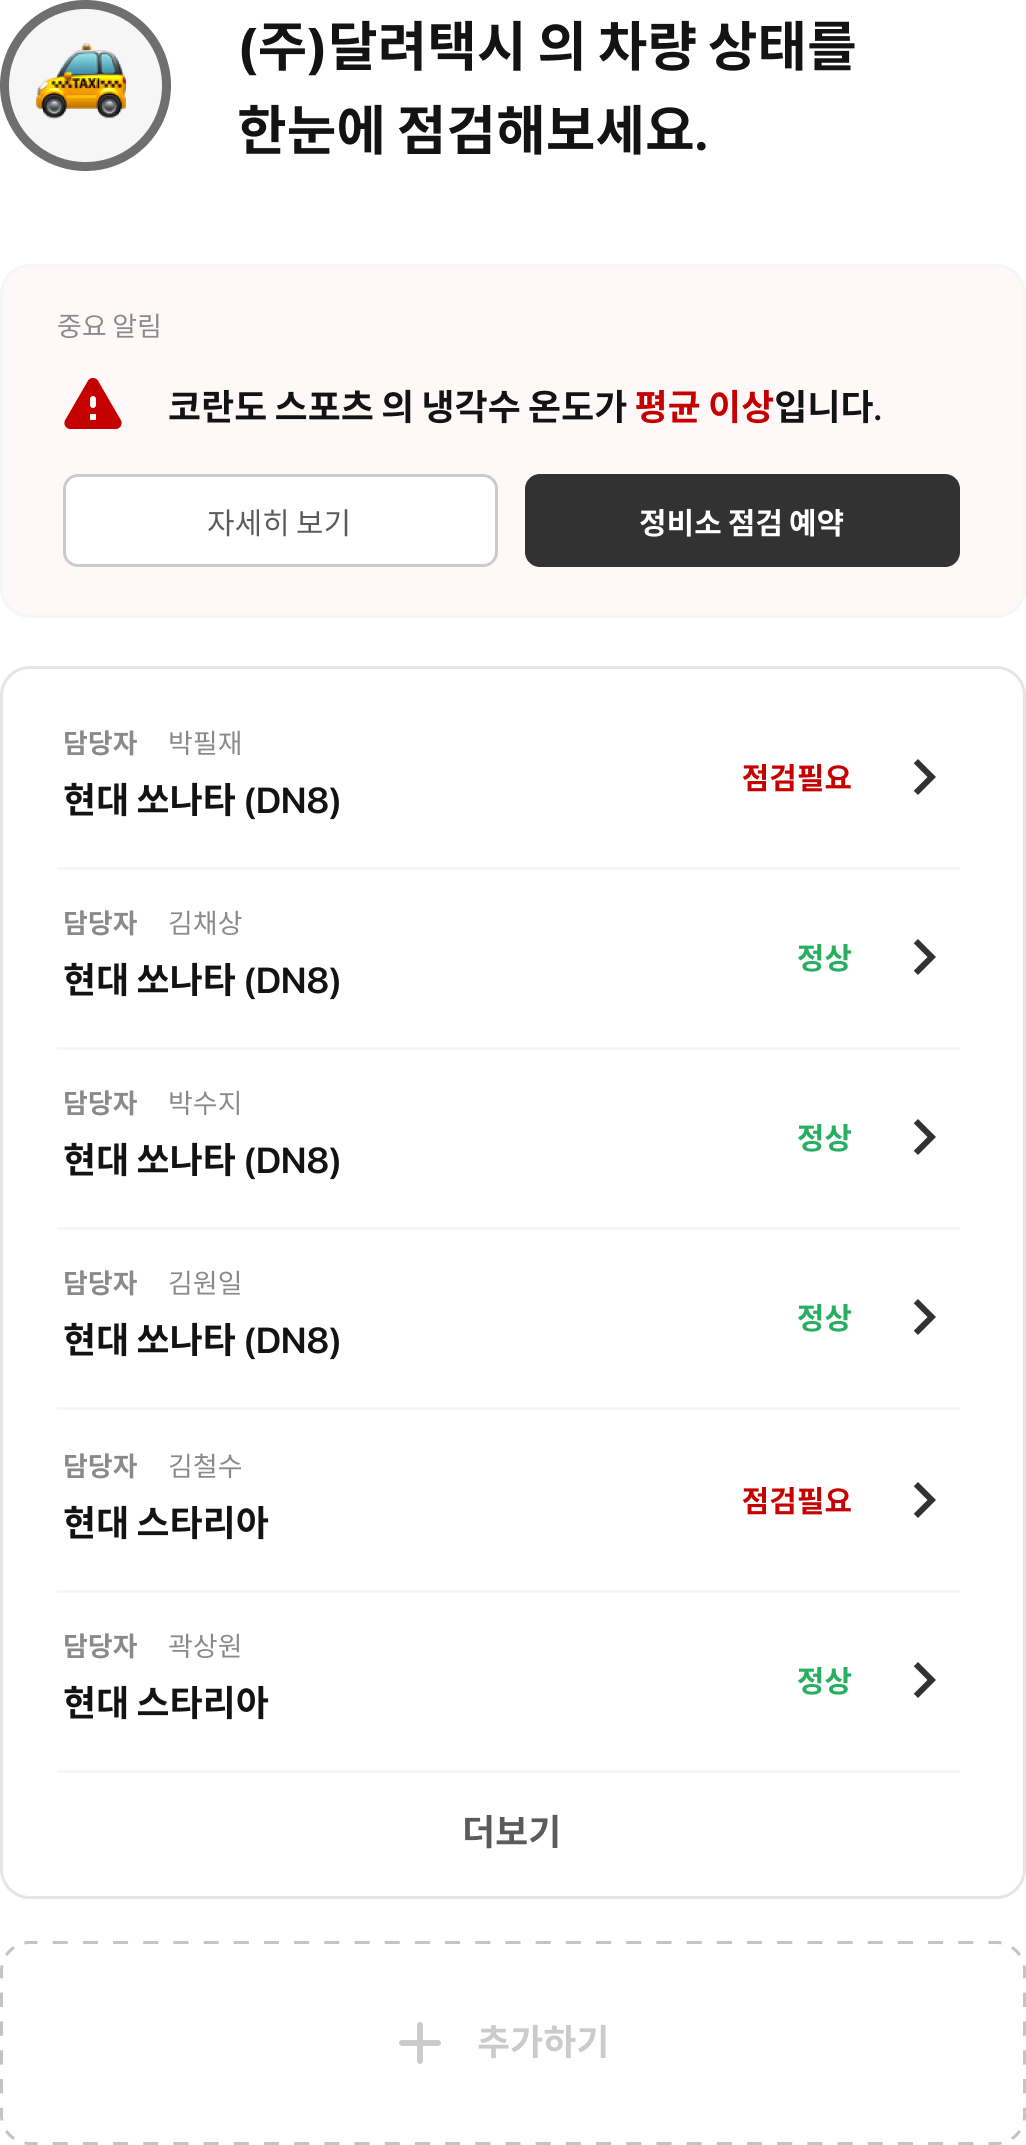 TAXI
(주)달려택시 의 차량 상태를
한눈에 점검해보세요.
중요 알림
코란도 스포츠 의 냉각수 온도가 평균 이상입니다.
자세히 보기
정비소 점검 예약
담당자 박필재
현대 쏘나타 (DN8)
점검필요
담당자 김채상
현대 쏘나타 (DN8)
정상
담당자 박수지
현대 쏘나타 (DN8)
정상
담당자 김원일
현대 쏘나타 (DN8)
정상
담당자 김철수
현대 스타리아
점검필요
담당자 곽상원
현대 스타리아
정상
더보기
추가하기